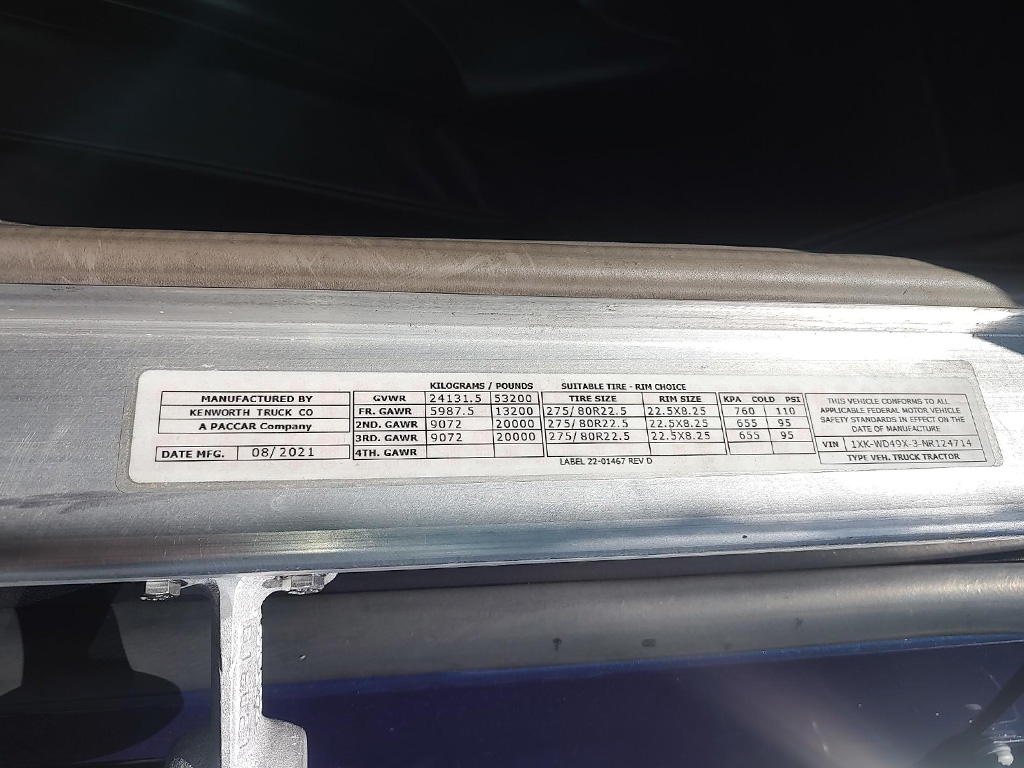 KILOGRAMS / POUNDS SUITABLE TIRE - RIM CHOICE
MANUFACTURED BY
KENWORTH TRUCK CO
A PACCAR Company
DATE MFG. 08/2021
GVWR 24131.5 53200 TIRE SIZE RIM SIZE KPA COLD PSI
FR. GAWR 5987.5 13200 275/80R22.5 22.5X8.25 760 110
2ND. GAWR 9072 20000 275/80R22.5 22.5X8.25 655 95
3RD. GAWR 9072 20000 275/80R22.5 22.5X8.25 655 95
4TH. GAWR
LABEL 22-01467 REV D
THIS VEHICLE CONFORMS TO ALL
APPLICABLE FEDERAL MOTOR VEHICLE
SAFETY STANDARDS IN EFFECT ON THE
DATE OF MANUFACTURE
VIN 1XK-WD49X-3-NR124714
TYPE VEH. TRUCK TRACTOR